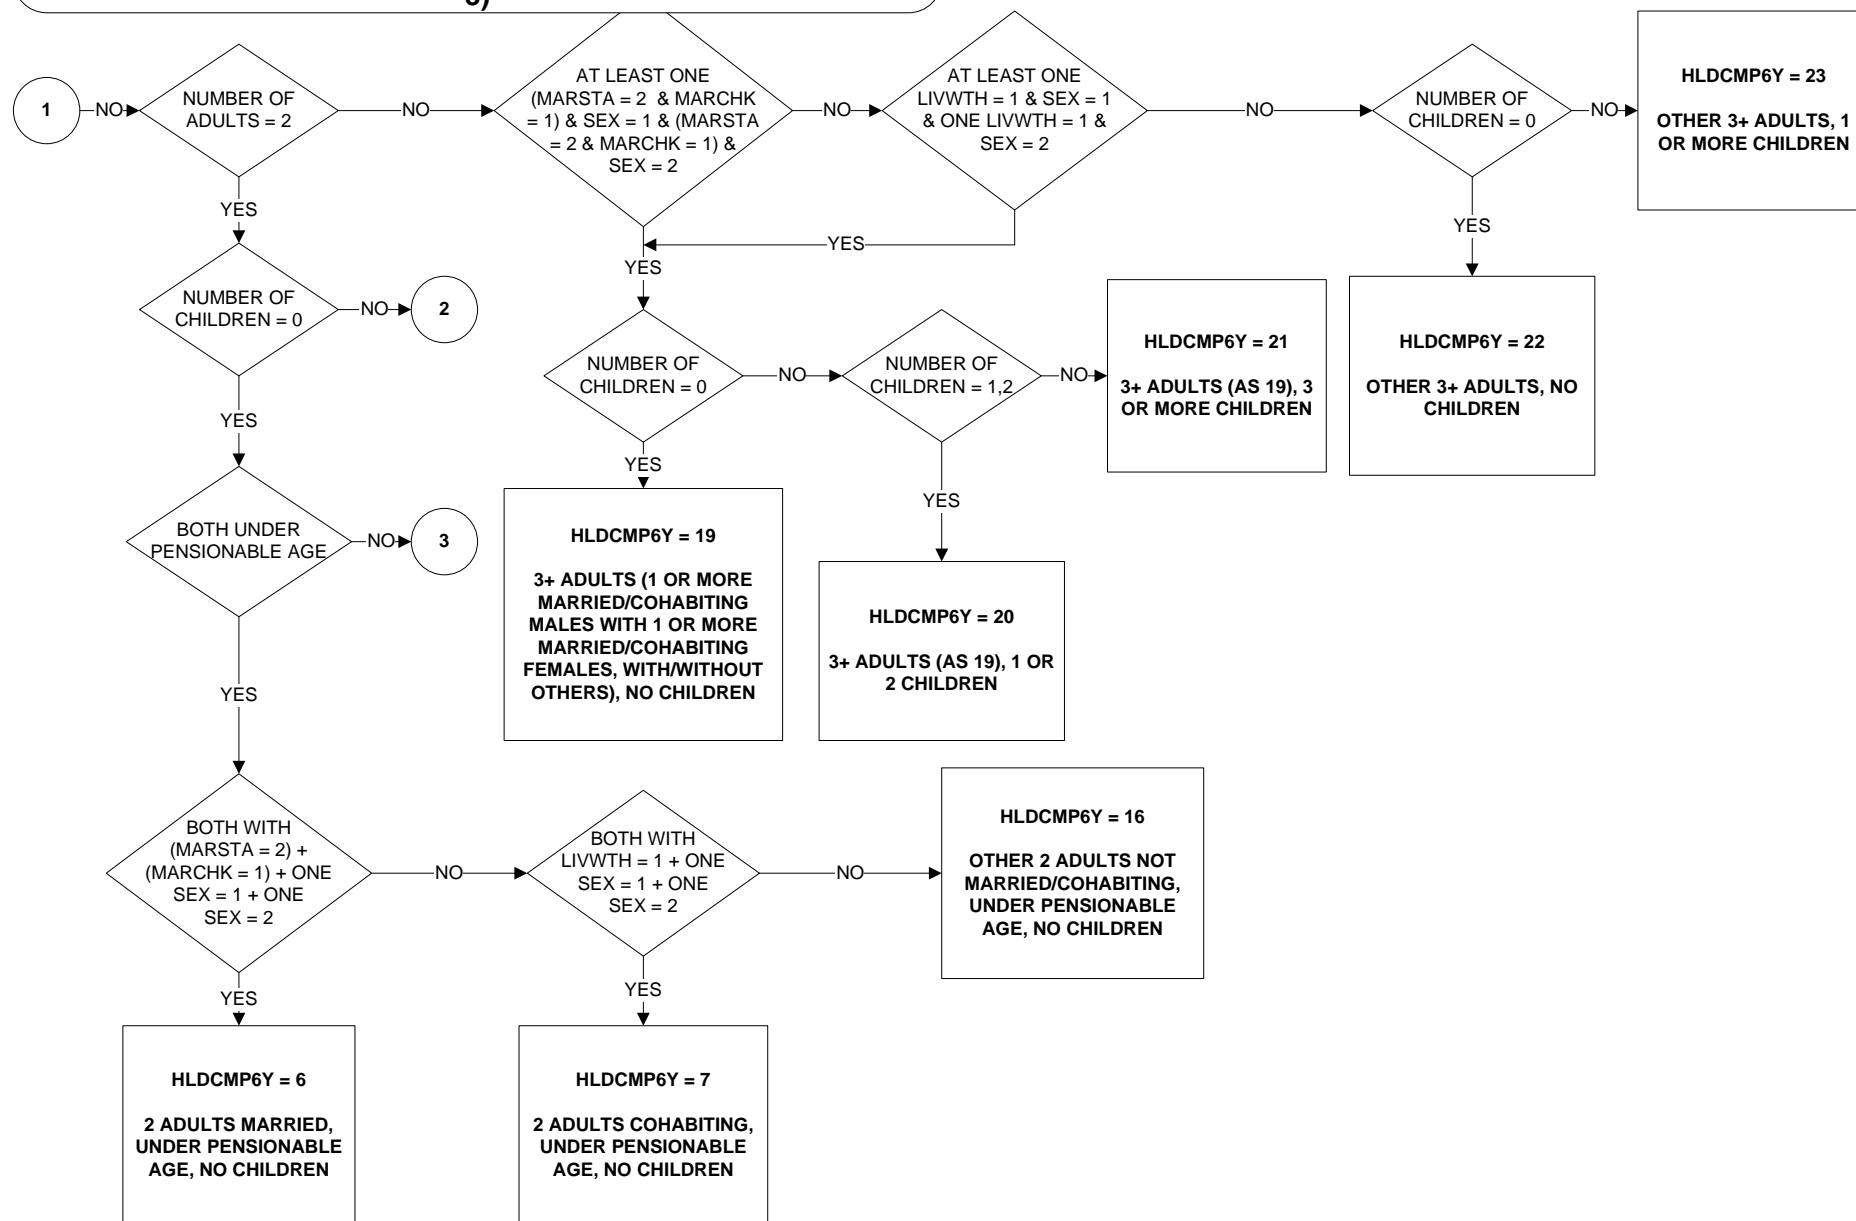 1
NO
NUMBER OF
ADULTS = 2
NO
AT LEAST ONE
(MARSTA = 2 & MARCHK
= 1) & SEX = 1 & (MARSTA
= 2 & MARCHK = 1) &
SEX = 2
NO
AT LEAST ONE
LIVWTH = 1 & SEX = 1
& ONE LIVWTH = 1 &
SEX = 2
NO
NUMBER OF
CHILDREN = 0
NO
HLDCMP6Y = 23
OTHER 3+ ADULTS, 1
OR MORE CHILDREN
YES
YES
YES
YES
NUMBER OF
CHILDREN = 0
NO
2
NUMBER OF
CHILDREN = 0
NO
NUMBER OF
CHILDREN = 1,2
NO
HLDCMP6Y = 21
3+ ADULTS (AS 19), 3
OR MORE CHILDREN
HLDCMP6Y = 22
OTHER 3+ ADULTS, NO
CHILDREN
YES
YES
YES
BOTH UNDER
PENSIONABLE AGE
NO
3
HLDCMP6Y = 19
3+ ADULTS (1 OR MORE
MARRIED/COHABITING
MALES WITH 1 OR MORE
MARRIED/COHABITING
FEMALES, WITH/WITHOUT
OTHERS), NO CHILDREN
HLDCMP6Y = 20
3+ ADULTS (AS 19), 1 OR
2 CHILDREN
YES
BOTH WITH
(MARSTA = 2) +
(MARCHK = 1) + ONE
SEX = 1 + ONE
SEX = 2
NO
BOTH WITH
LIVWTH = 1 + ONE
SEX = 1 + ONE
SEX = 2
NO
HLDCMP6Y = 16
OTHER 2 ADULTS NOT
MARRIED/COHABITING,
UNDER PENSIONABLE
AGE, NO CHILDREN
YES
YES
HLDCMP6Y = 6
2 ADULTS MARRIED,
UNDER PENSIONABLE
AGE, NO CHILDREN
HLDCMP6Y = 7
2 ADULTS COHABITING,
UNDER PENSIONABLE
AGE, NO CHILDREN